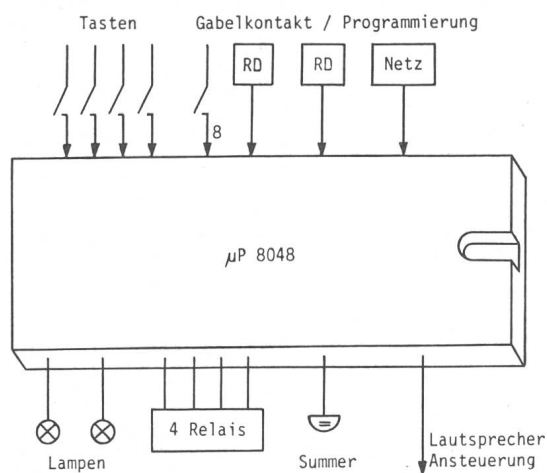 Tasten
Gabelkontakt / Programmierung
RD
RD
Netz
8
µP 8048
4 Relais
Lampen
Summer
Lautsprecher
Ansteuerung